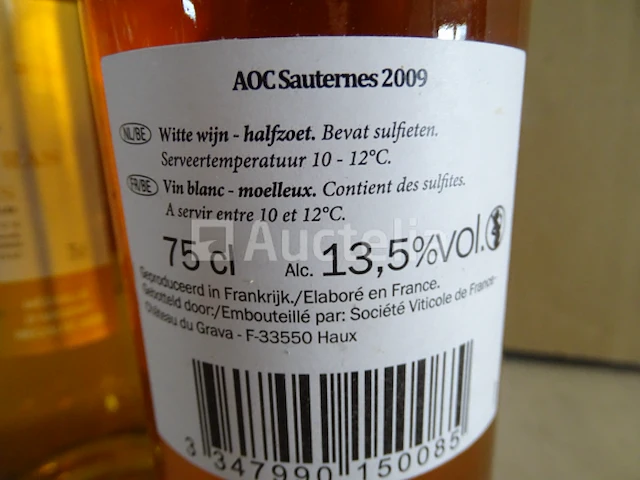 AOC Sauternes 2009
NL/BE Witte wijn - halfzoet. Bevat sulfieten.
Serveertemperatuur 10 - 12°C.
FR/BE Vin blanc - moelleux. Contient des sulfites.
A servir entre 10 et 12°C.
Auctelia
75 cl Alc. 13,5%vol.
Geproduceerd in Frankrijk./Elaboré en France.
Gebotteld door:/Embouteillé par: Société Viticole de France-
Château du Grava - F-33550 Haux
3 347990 150085